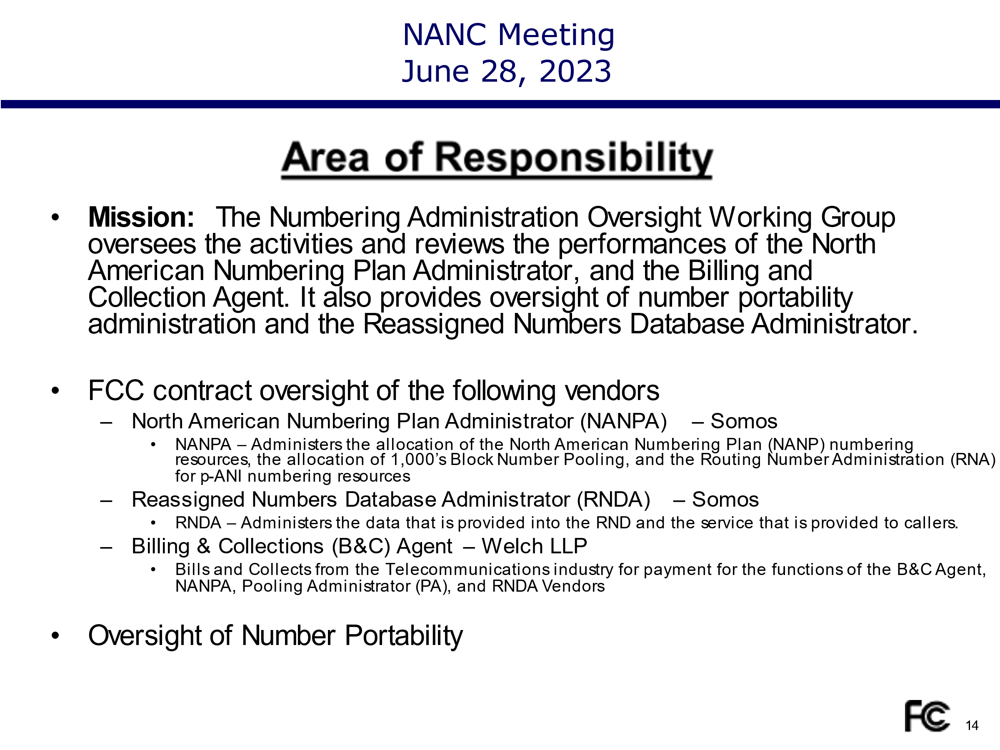 NANC Meeting
June 28, 2023
Area of Responsibility
• Mission: The Numbering Administration Oversight Working Group
oversees the activities and reviews the performances of the North
American Numbering Plan Administrator, and the Billing and
Collection Agent. It also provides oversight of number portability
administration and the Reassigned Numbers Database Administrator.
• FCC contract oversight of the following vendors
– North American Numbering Plan Administrator (NANPA) – Somos
• NANPA – Administers the allocation of the North American Numbering Plan (NANP) numbering
resources, the allocation of 1,000’s Block Number Pooling, and the Routing Number Administration (RNA)
for p-ANI numbering resources
– Reassigned Numbers Database Administrator (RNDA) – Somos
• RNDA – Administers the data that is provided into the RND and the service that is provided to callers.
– Billing & Collections (B&C) Agent – Welch LLP
• Bills and Collects from the Telecommunications industry for payment for the functions of the B&C Agent,
NANPA, Pooling Administrator (PA), and RNDA Vendors
• Oversight of Number Portability
FCC
14